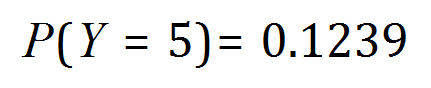 P(Y = 5)= 0.1239